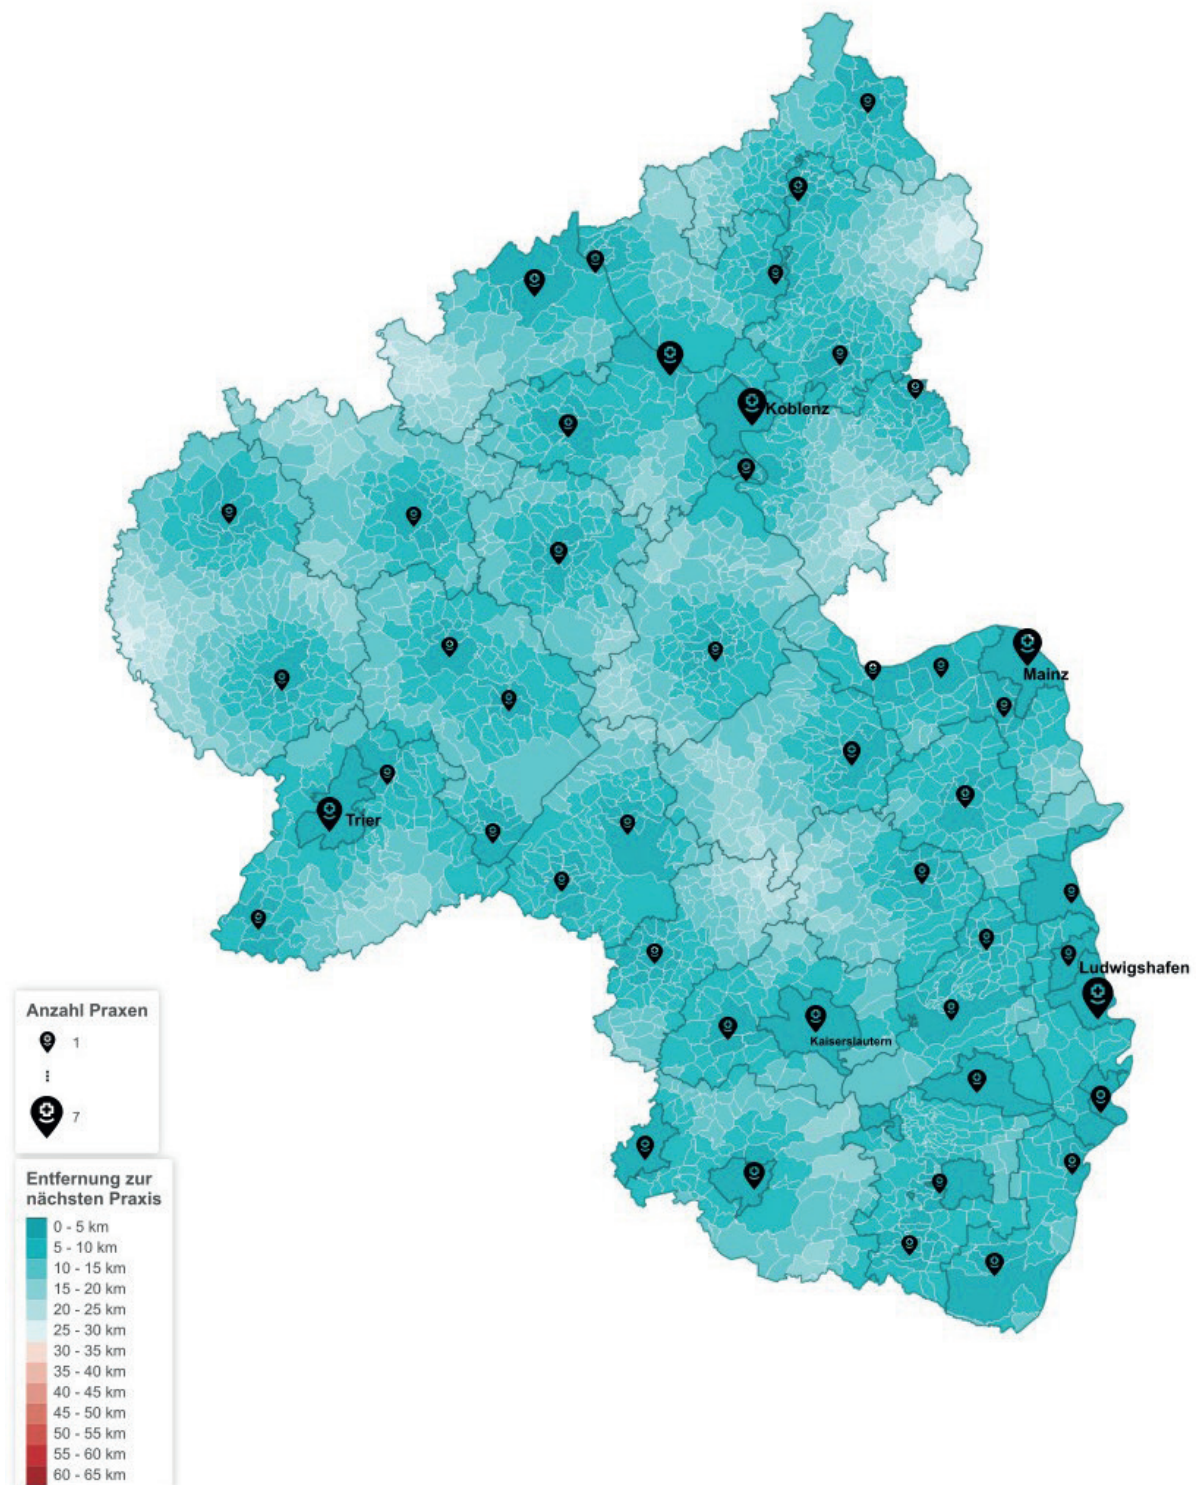 Koblenz
Mainz
Trier
Ludwigshafen
Kaiserslautern
Anzahl Praxen
1
⋮
7
Entfernung zur
nächsten Praxis
0 - 5 km
5 - 10 km
10 - 15 km
15 - 20 km
20 - 25 km
25 - 30 km
30 - 35 km
35 - 40 km
40 - 45 km
45 - 50 km
50 - 55 km
55 - 60 km
60 - 65 km